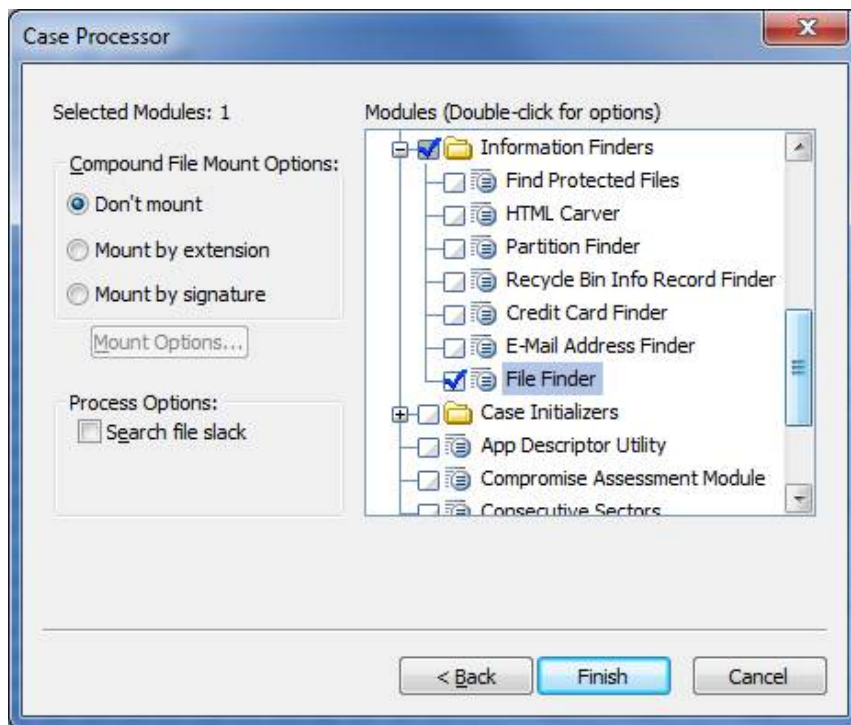 Case Processor
Selected Modules: 1
Compound File Mount Options:
Don't mount
Mount by extension
Mount by signature
Mount Options...
Process Options:
Search file slack
Modules (Double-click for options)
Information Finders
Find Protected Files
HTML Carver
Partition Finder
Recycle Bin Info Record Finder
Credit Card Finder
E-Mail Address Finder
File Finder
Case Initializers
App Descriptor Utility
Compromise Assessment Module
Consecutive Sectors
< Back
Finish
Cancel